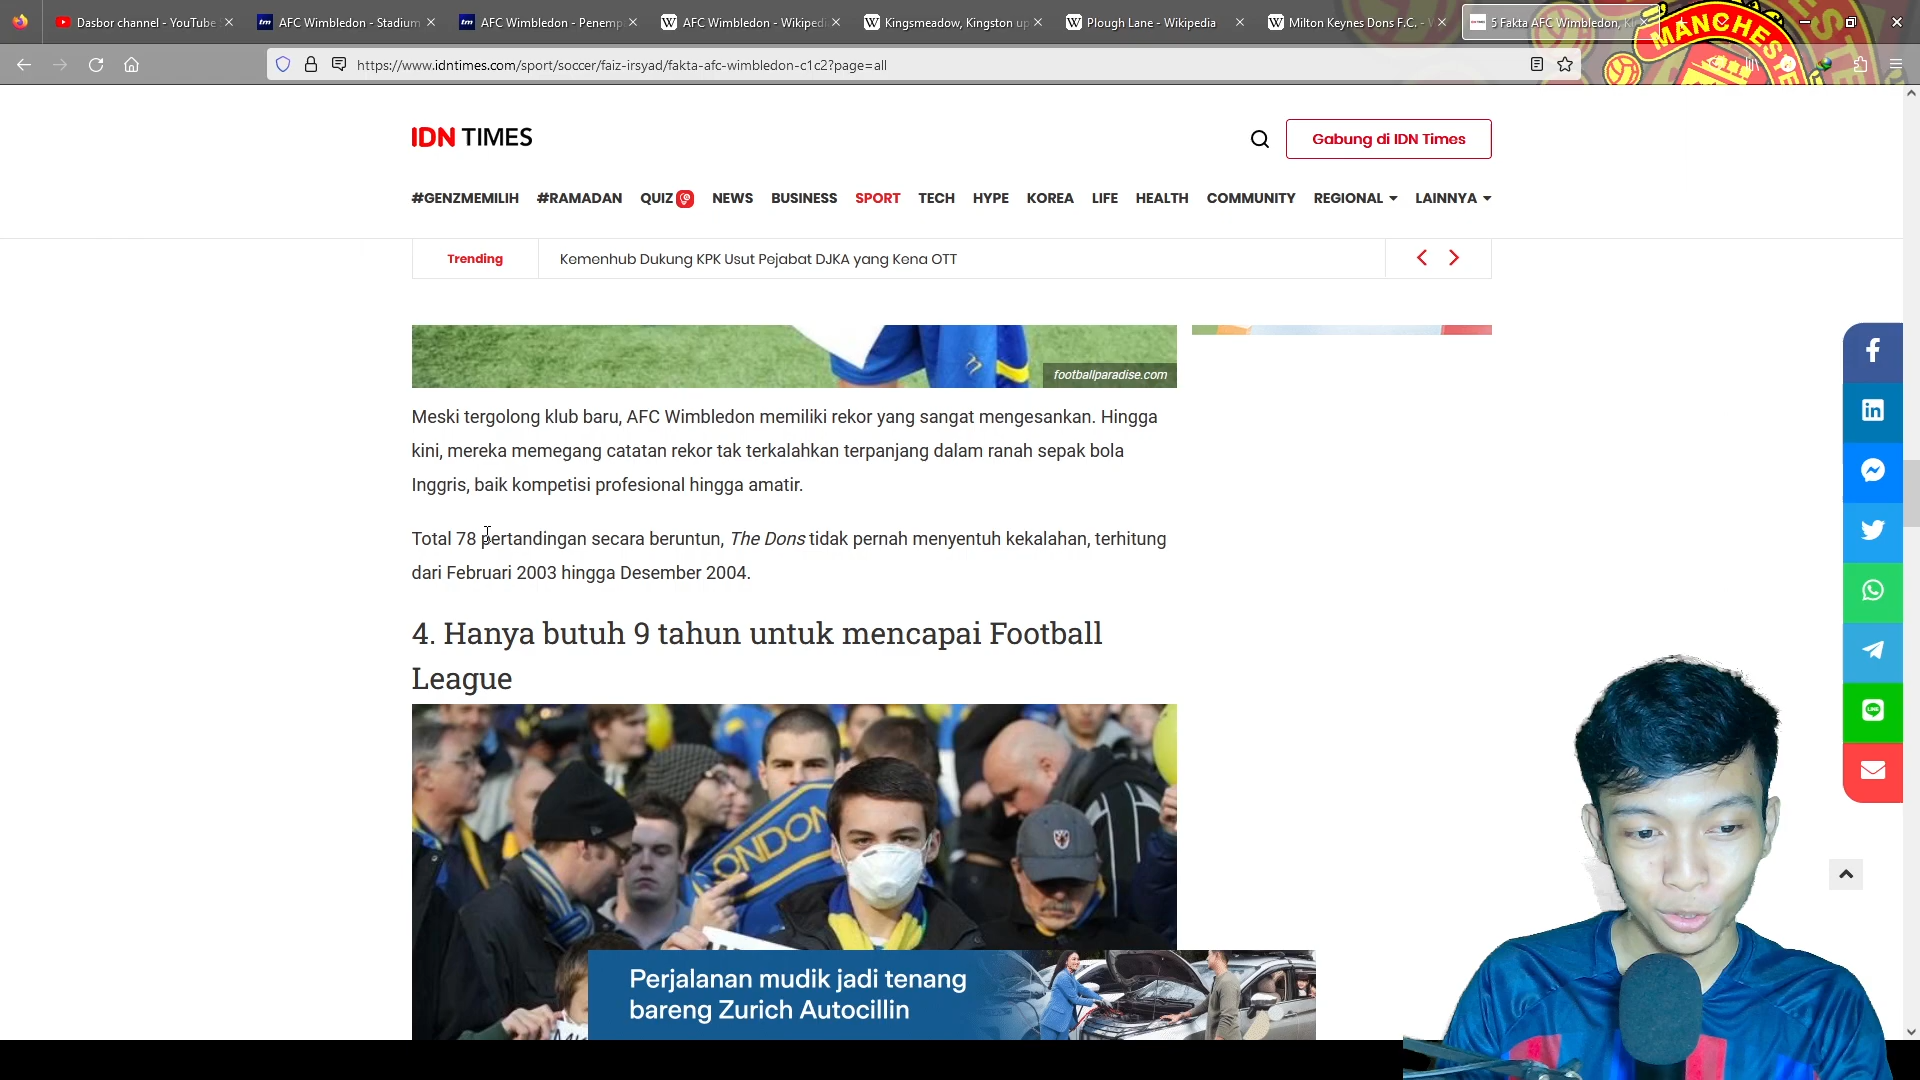 Dasbor channel - YouTube
AFC Wimbledon - Stadium
AFC Wimbledon - Penemp
AFC Wimbledon - Wikipedi
Kingsmeadow, Kingston up
Plough Lane - Wikipedia
Milton Keynes Dons F.C. -
5 Fakta AFC Wimbledon,
MANCHES
https://www.idntimes.com/sport/soccer/faiz-irsyad/fakta-afc-wimbledon-c1c2?page=all
IDN TIMES
Gabung di IDN Times
#GENZMEMILIH #RAMADAN QUIZ NEWS BUSINESS SPORT TECH HYPE KOREA LIFE HEALTH COMMUNITY REGIONAL LAINNYA
Trending
Kemenhub Dukung KPK Usut Pejabat DJKA yang Kena OTT
footballparadise.com
Meski tergolong klub baru, AFC Wimbledon memiliki rekor yang sangat mengesankan. Hingga
kini, mereka memegang catatan rekor tak terkalahkan terpanjang dalam ranah sepak bola
Inggris, baik kompetisi profesional hingga amatir.
Total 78 pertandingan secara beruntun, The Dons tidak pernah menyentuh kekalahan, terhitung
dari Februari 2003 hingga Desember 2004.
4. Hanya butuh 9 tahun untuk mencapai Football
League
ONDON
Perjalanan mudik jadi tenang
bareng Zurich Autocillin
LINE